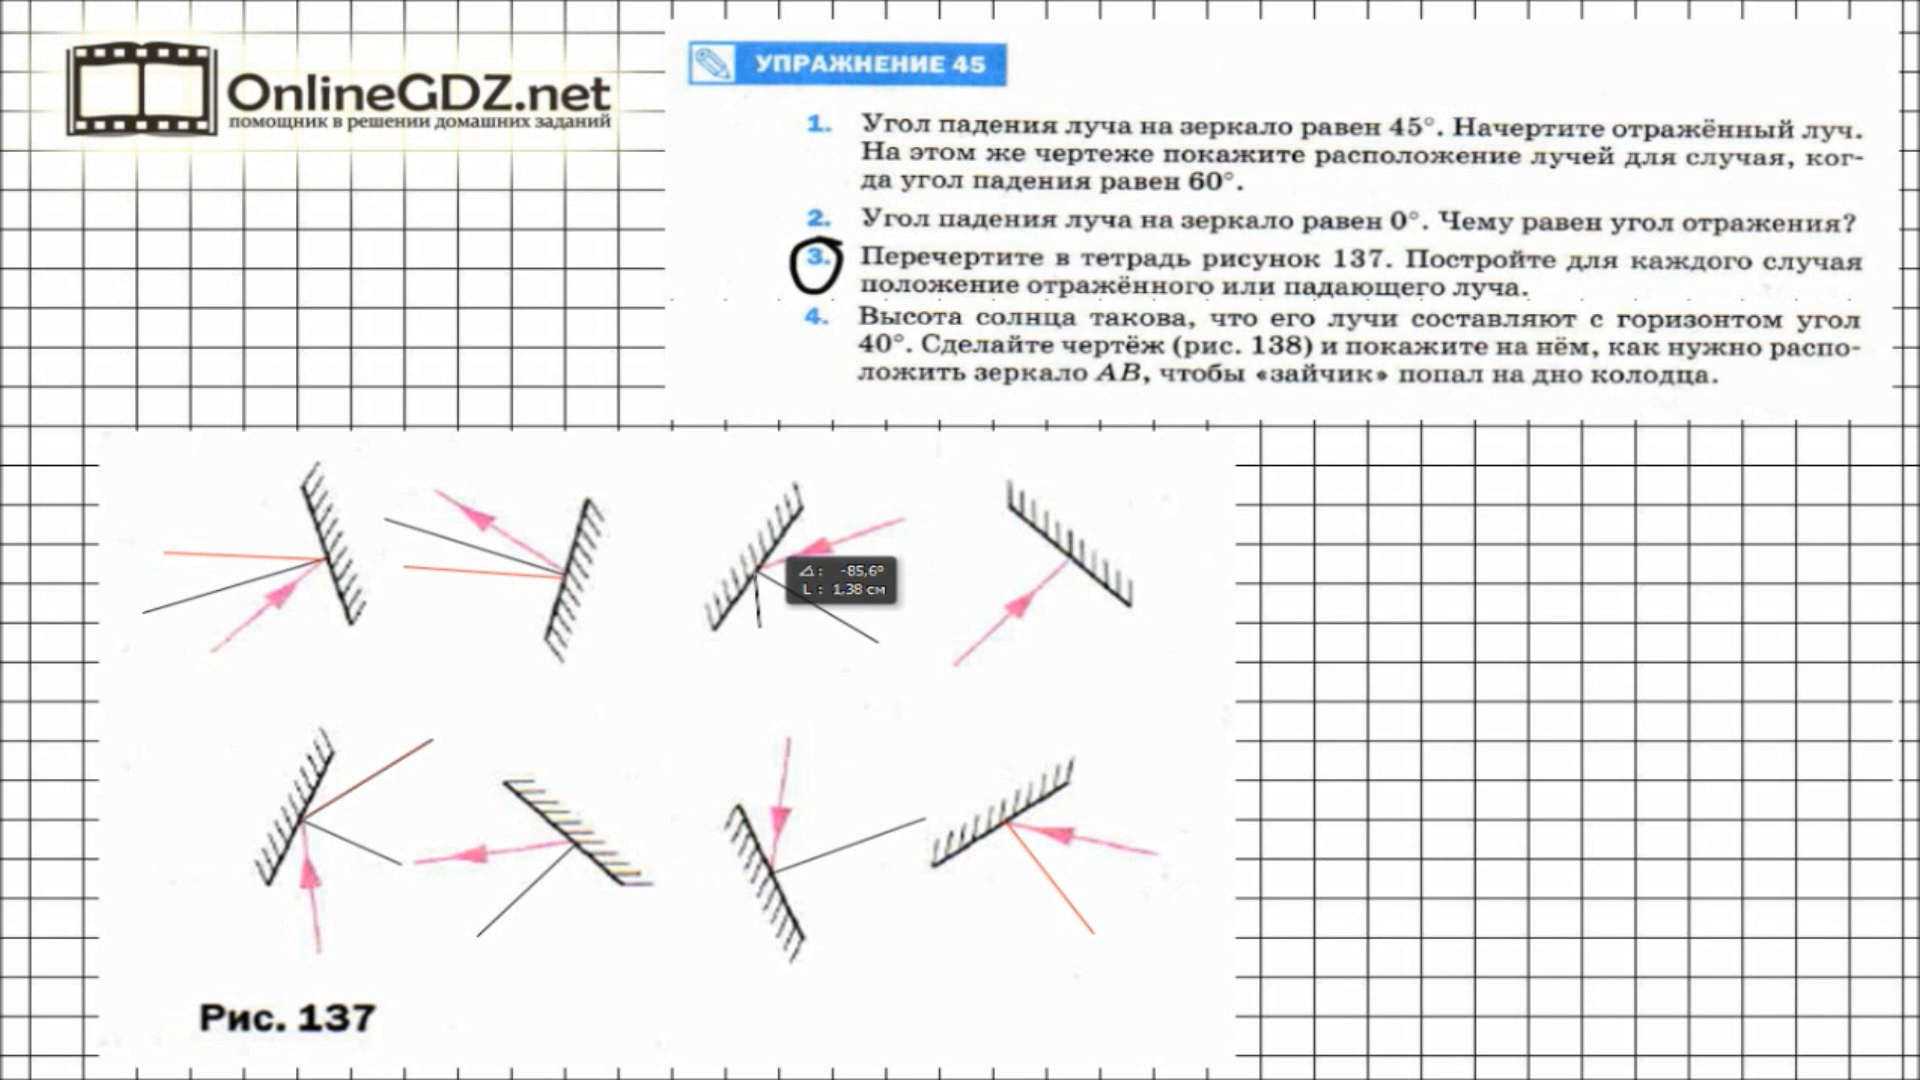 OnlineGDZ.net
помощник в решении домашних заданий
УПРАЖНЕНИЕ 45
1. Угол падения луча на зеркало равен 45°. Начертите отражённый луч.
На этом же чертеже покажите расположение лучей для случая, ког-
да угол падения равен 60°.
2. Угол падения луча на зеркало равен 0°. Чему равен угол отражения?
3. Перечертите в тетрадь рисунок 137. Постройте для каждого случая
положение отражённого или падающего луча.
4. Высота солнца такова, что его лучи составляют с горизонтом угол
40°. Сделайте чертёж (рис. 138) и покажите на нём, как нужно распо-
ложить зеркало AB, чтобы «зайчик» попал на дно колодца.
⦟ : -85,6°
L : 1,38 см
Рис. 137